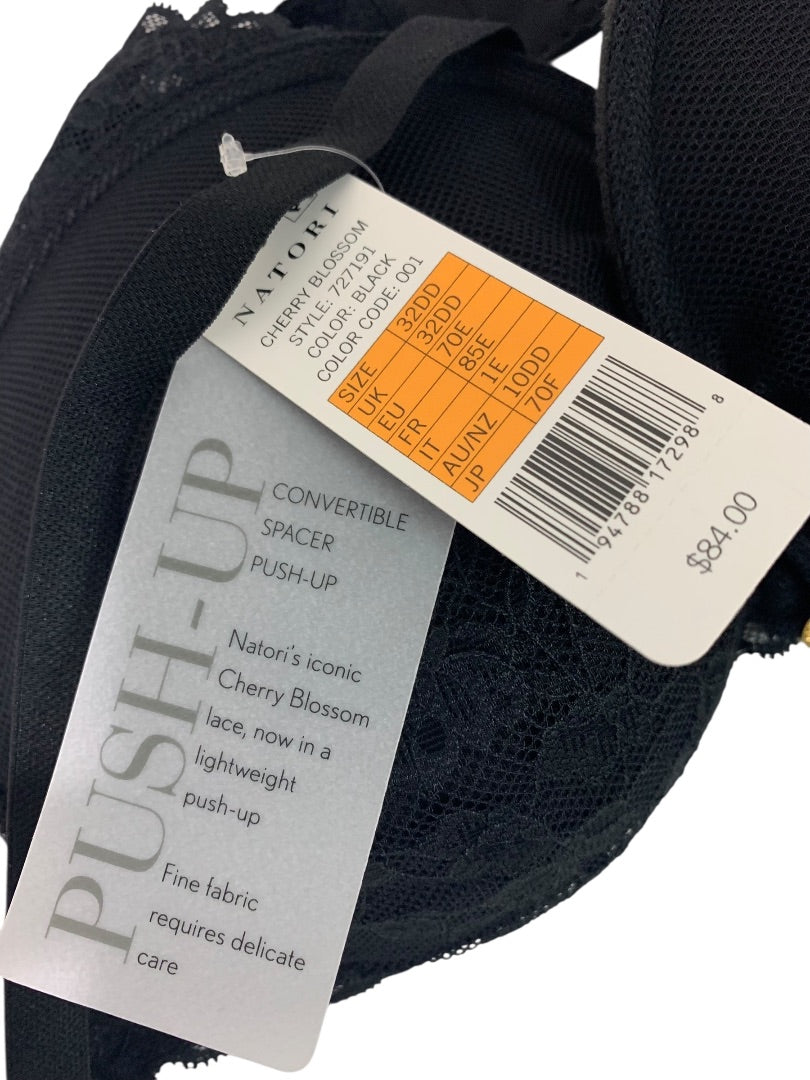 NATORI
CHERRY BLOSSOM
STYLE: 727191
COLOR: BLACK
COLOR CODE: 001
SIZE 32DD
UK 32DD
EU 70E
FR 85E
IT 1E
AU/NZ 10DD
JP 70F
1 94788 17298 8
$84.00
PUSH-UP
CONVERTIBLE
SPACER
PUSH-UP
Natori's iconic
Cherry Blossom
lace, now in a
lightweight
push-up
Fine fabric
requires delicate
care